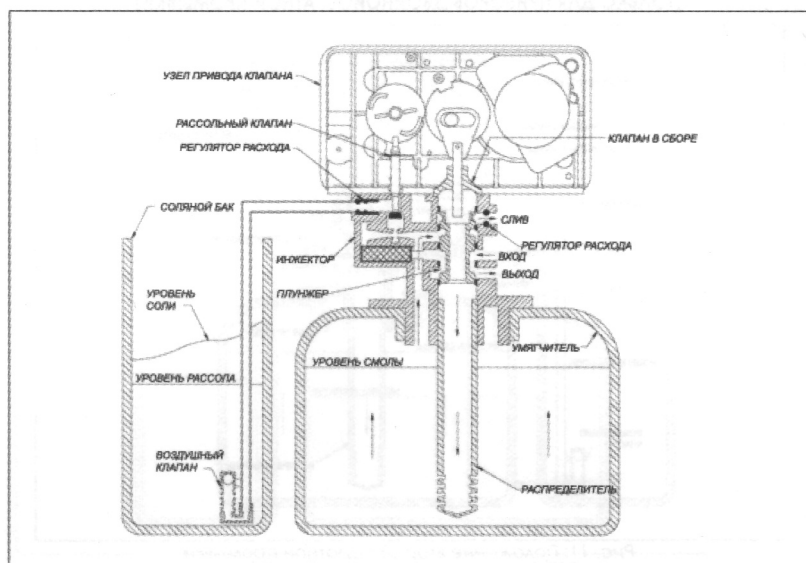 УЗЕЛ ПРИВОДА КЛАПАНА
РАССОЛЬНЫЙ КЛАПАН
РЕГУЛЯТОР РАСХОДА
КЛАПАН В СБОРЕ
СОЛЯНОЙ БАК
СЛИВ
РЕГУЛЯТОР РАСХОДА
ИНЖЕКТОР
ВХОД
ВЫХОД
ПЛУНЖЕР
УРОВЕНЬ
СОЛИ
УМЯГЧИТЕЛЬ
УРОВЕНЬ СМОЛЫ
УРОВЕНЬ РАССОЛА
ВОЗДУШНЫЙ
КЛАПАН
РАСПРЕДЕЛИТЕЛЬ